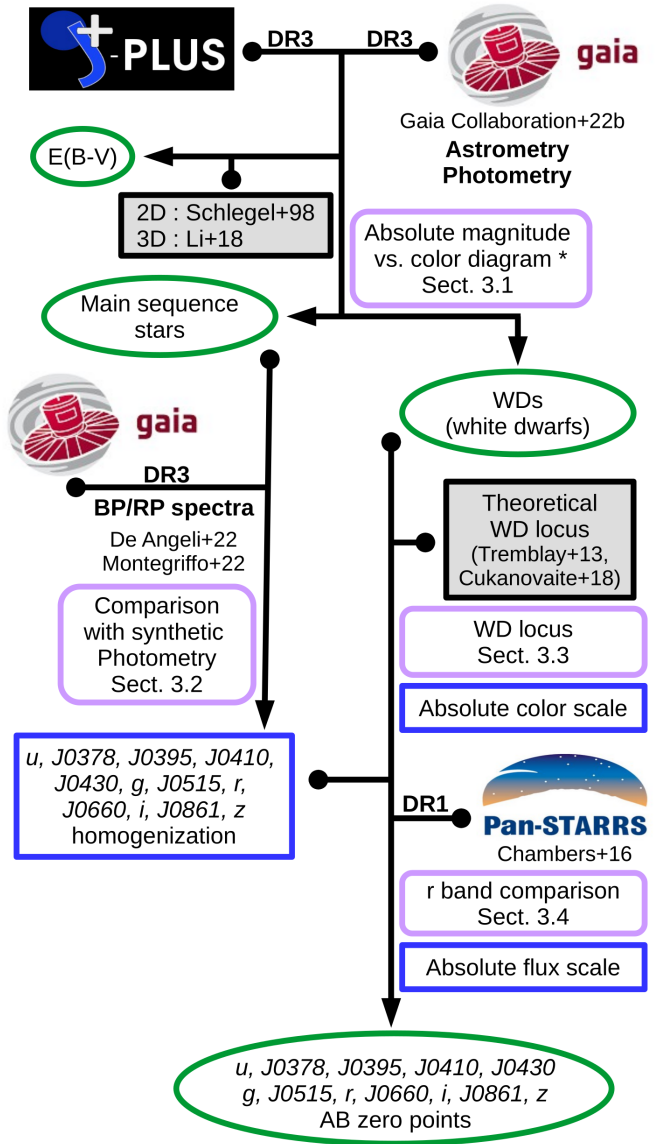 J-PLUS
DR3
DR3
gaia
Gaia Collaboration+22b
Astrometry
Photometry
E(B-V)
2D : Schlegel+98
3D : Li+18
Absolute magnitude
vs. color diagram *
Sect. 3.1
Main sequence
stars
WDs
(white dwarfs)
gaia
DR3
BP/RP spectra
De Angeli+22
Montegriffo+22
Theoretical
WD locus
(Tremblay+13,
Cukanovaite+18)
Comparison
with synthetic
Photometry
Sect. 3.2
WD locus
Sect. 3.3
Absolute color scale
u, J0378, J0395, J0410,
J0430, g, J0515, r,
J0660, i, J0861, z
homogenization
DR1
Pan-STARRS
Chambers+16
r band comparison
Sect. 3.4
Absolute flux scale
u, J0378, J0395, J0410, J0430
g, J0515, r, J0660, i, J0861, z
AB zero points